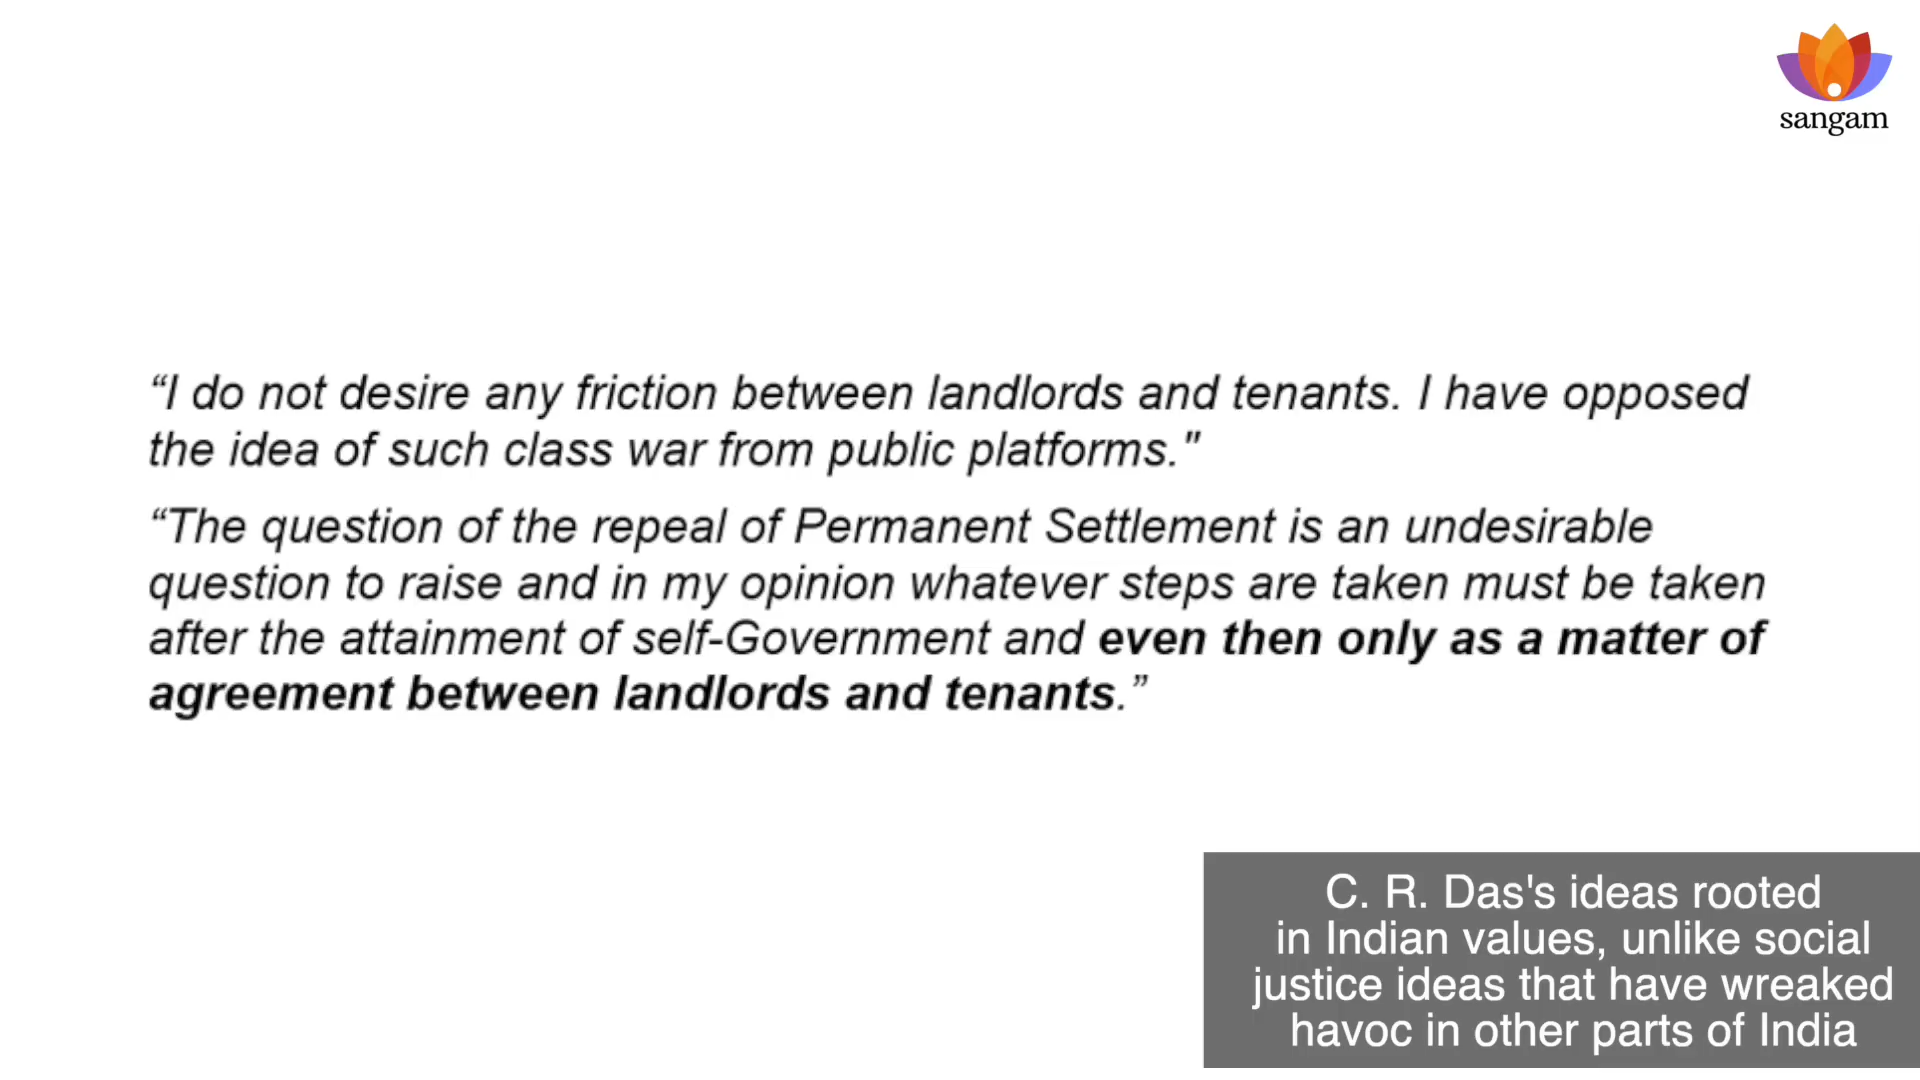 sangam
“I do not desire any friction between landlords and tenants. I have opposed
the idea of such class war from public platforms."
“The question of the repeal of Permanent Settlement is an undesirable
question to raise and in my opinion whatever steps are taken must be taken
after the attainment of self-Government and even then only as a matter of
agreement between landlords and tenants.”
C. R. Das's ideas rooted
in Indian values, unlike social
justice ideas that have wreaked
havoc in other parts of India